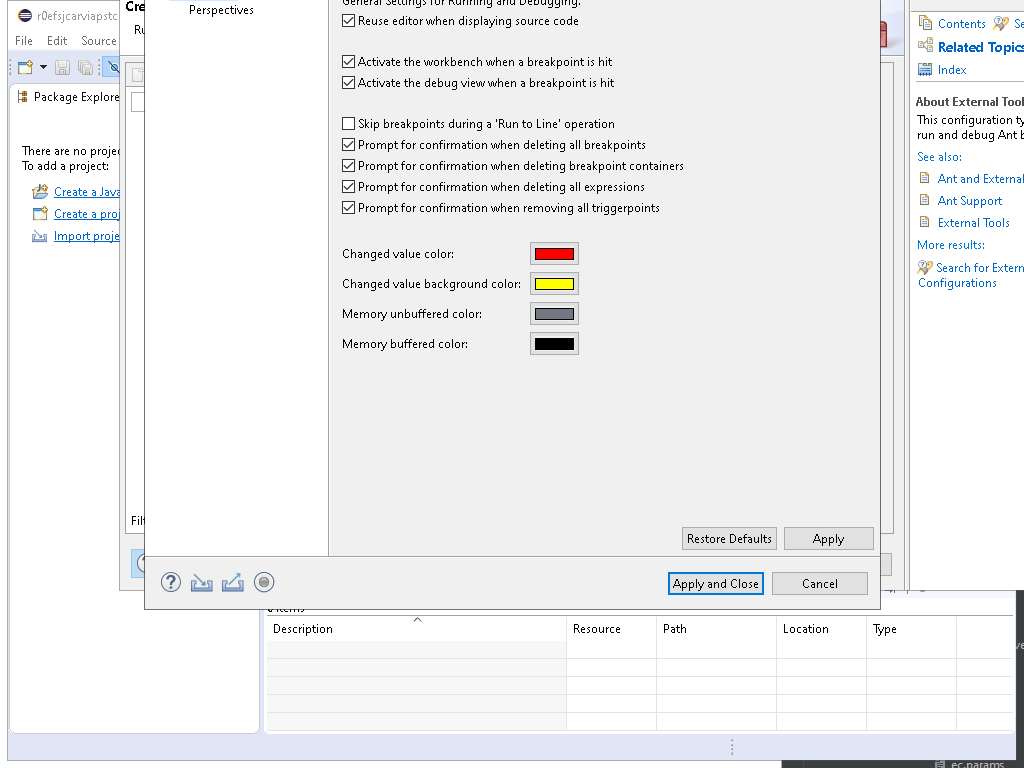 r0efsjcarviapstc
File Edit Source
Package Explore
There are no projec
To add a project:
Create a Java
Create a proj
Import proje
Cre
Perspectives
General Settings for Running and Debugging.
Reuse editor when displaying source code
Activate the workbench when a breakpoint is hit
Activate the debug view when a breakpoint is hit
Skip breakpoints during a 'Run to Line' operation
Prompt for confirmation when deleting all breakpoints
Prompt for confirmation when deleting breakpoint containers
Prompt for confirmation when deleting all expressions
Prompt for confirmation when removing all triggerpoints
Changed value color:
Changed value background color:
Memory unbuffered color:
Memory buffered color:
Restore Defaults Apply
Apply and Close Cancel
Filt
Contents Se
Related Topics
Index
About External Tool
This configuration ty
run and debug Ant b
See also:
Ant and External
Ant Support
External Tools
More results:
Search for Extern
Configurations
Description Resource Path Location Type
ec.params